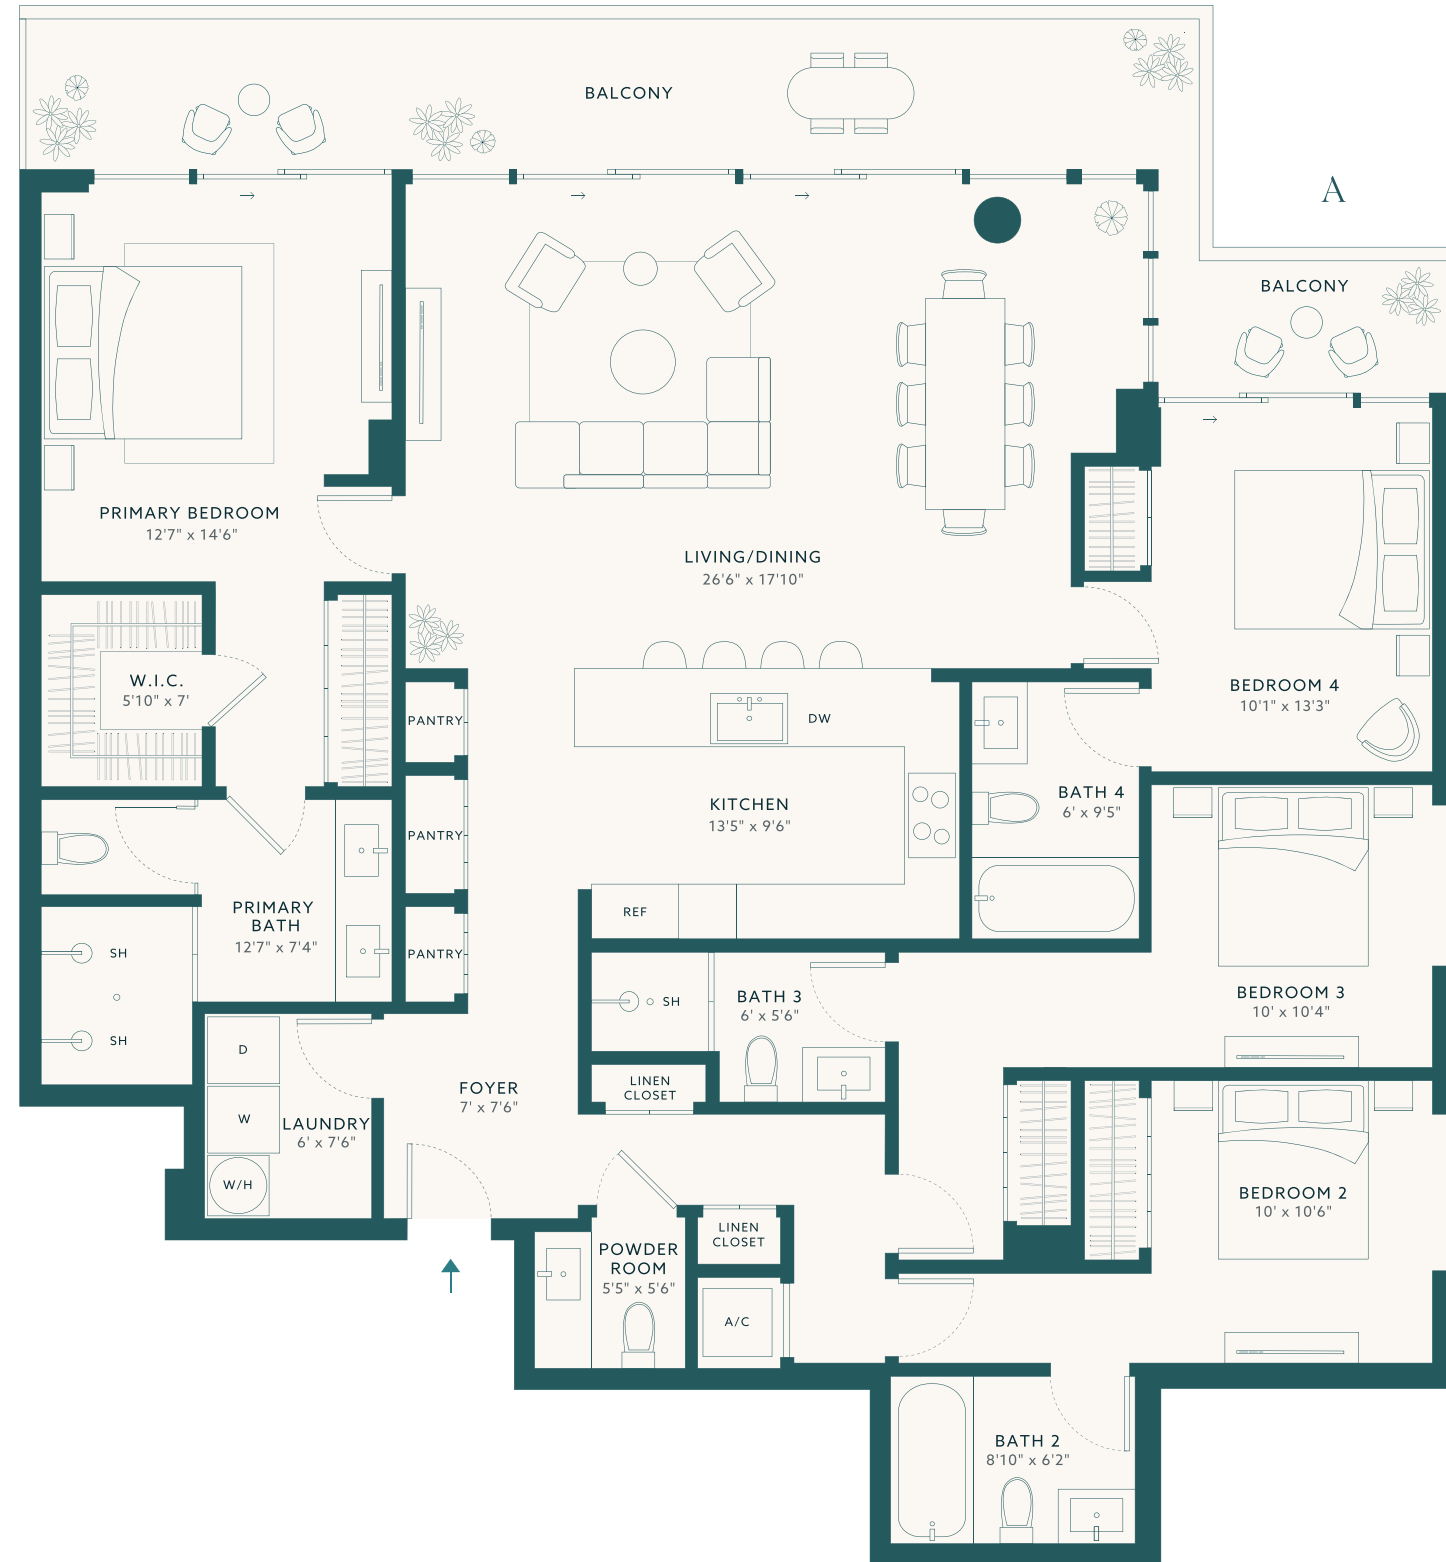 BALCONY
A
BALCONY
PRIMARY BEDROOM
12'7" x 14'6"
LIVING/DINING
26'6" x 17'10"
W.I.C.
5'10" x 7'
BEDROOM 4
10'1" x 13'3"
PANTRY
DW
KITCHEN
13'5" x 9'6"
BATH 4
6' x 9'5"
PANTRY
REF
PRIMARY
BATH
12'7" x 7'4"
PANTRY
SH
SH
SH
BATH 3
6' x 5'6"
BEDROOM 3
10' x 10'4"
D
W
W/H
LAUNDRY
6' x 7'6"
FOYER
7' x 7'6"
LINEN
CLOSET
BEDROOM 2
10' x 10'6"
LINEN
CLOSET
POWDER
ROOM
5'5" x 5'6"
A/C
BATH 2
8'10" x 6'2"